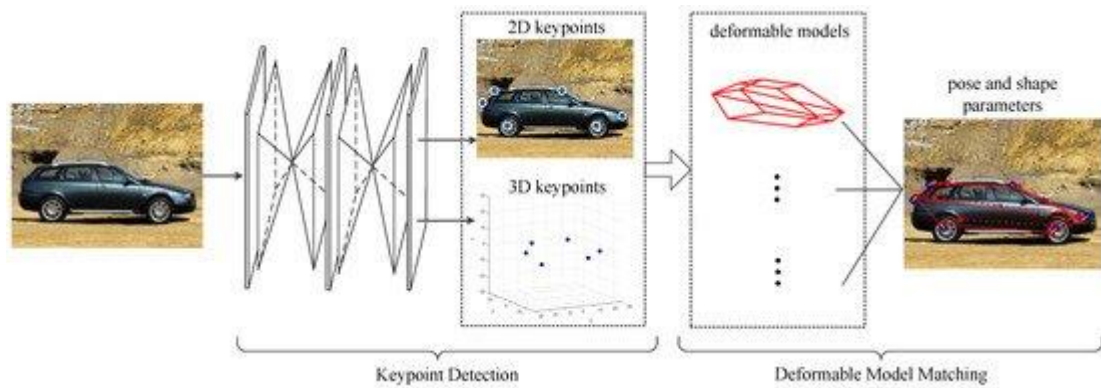 2D keypoints
deformable models
pose and shape
parameters
3D keypoints
Keypoint Detection
Deformable Model Matching